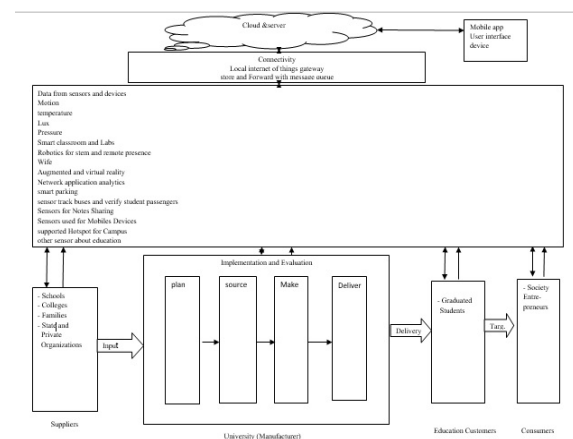 Cloud &server
Mobile app
User interface
device
Connectivity
Local internet of things gateway
store and Forward with message queue
Data from sensors and devices
Motion
temperature
Lus
Pressure
Smart classroom and Labs
Robotics for stem and remote presence
Wife
Augmented and virtual reality
Network application analytics
smart parking
sensor track buses and verify student passengers
Sensors for Notes Sharing
Sensors used for Mobiles Devices
supported Hotspot for Campus
other sensor about education
Implementation and Evaluation
plan
source
Make
Deliver
- Schools
- Colleges
- Families
- State and
Private
Organizations
Input
Delivery
- Graduated
Students
Targ.
- Society
Entre-
preneurs
Suppliers
University (Manufacturer)
Education Customers
Consumers